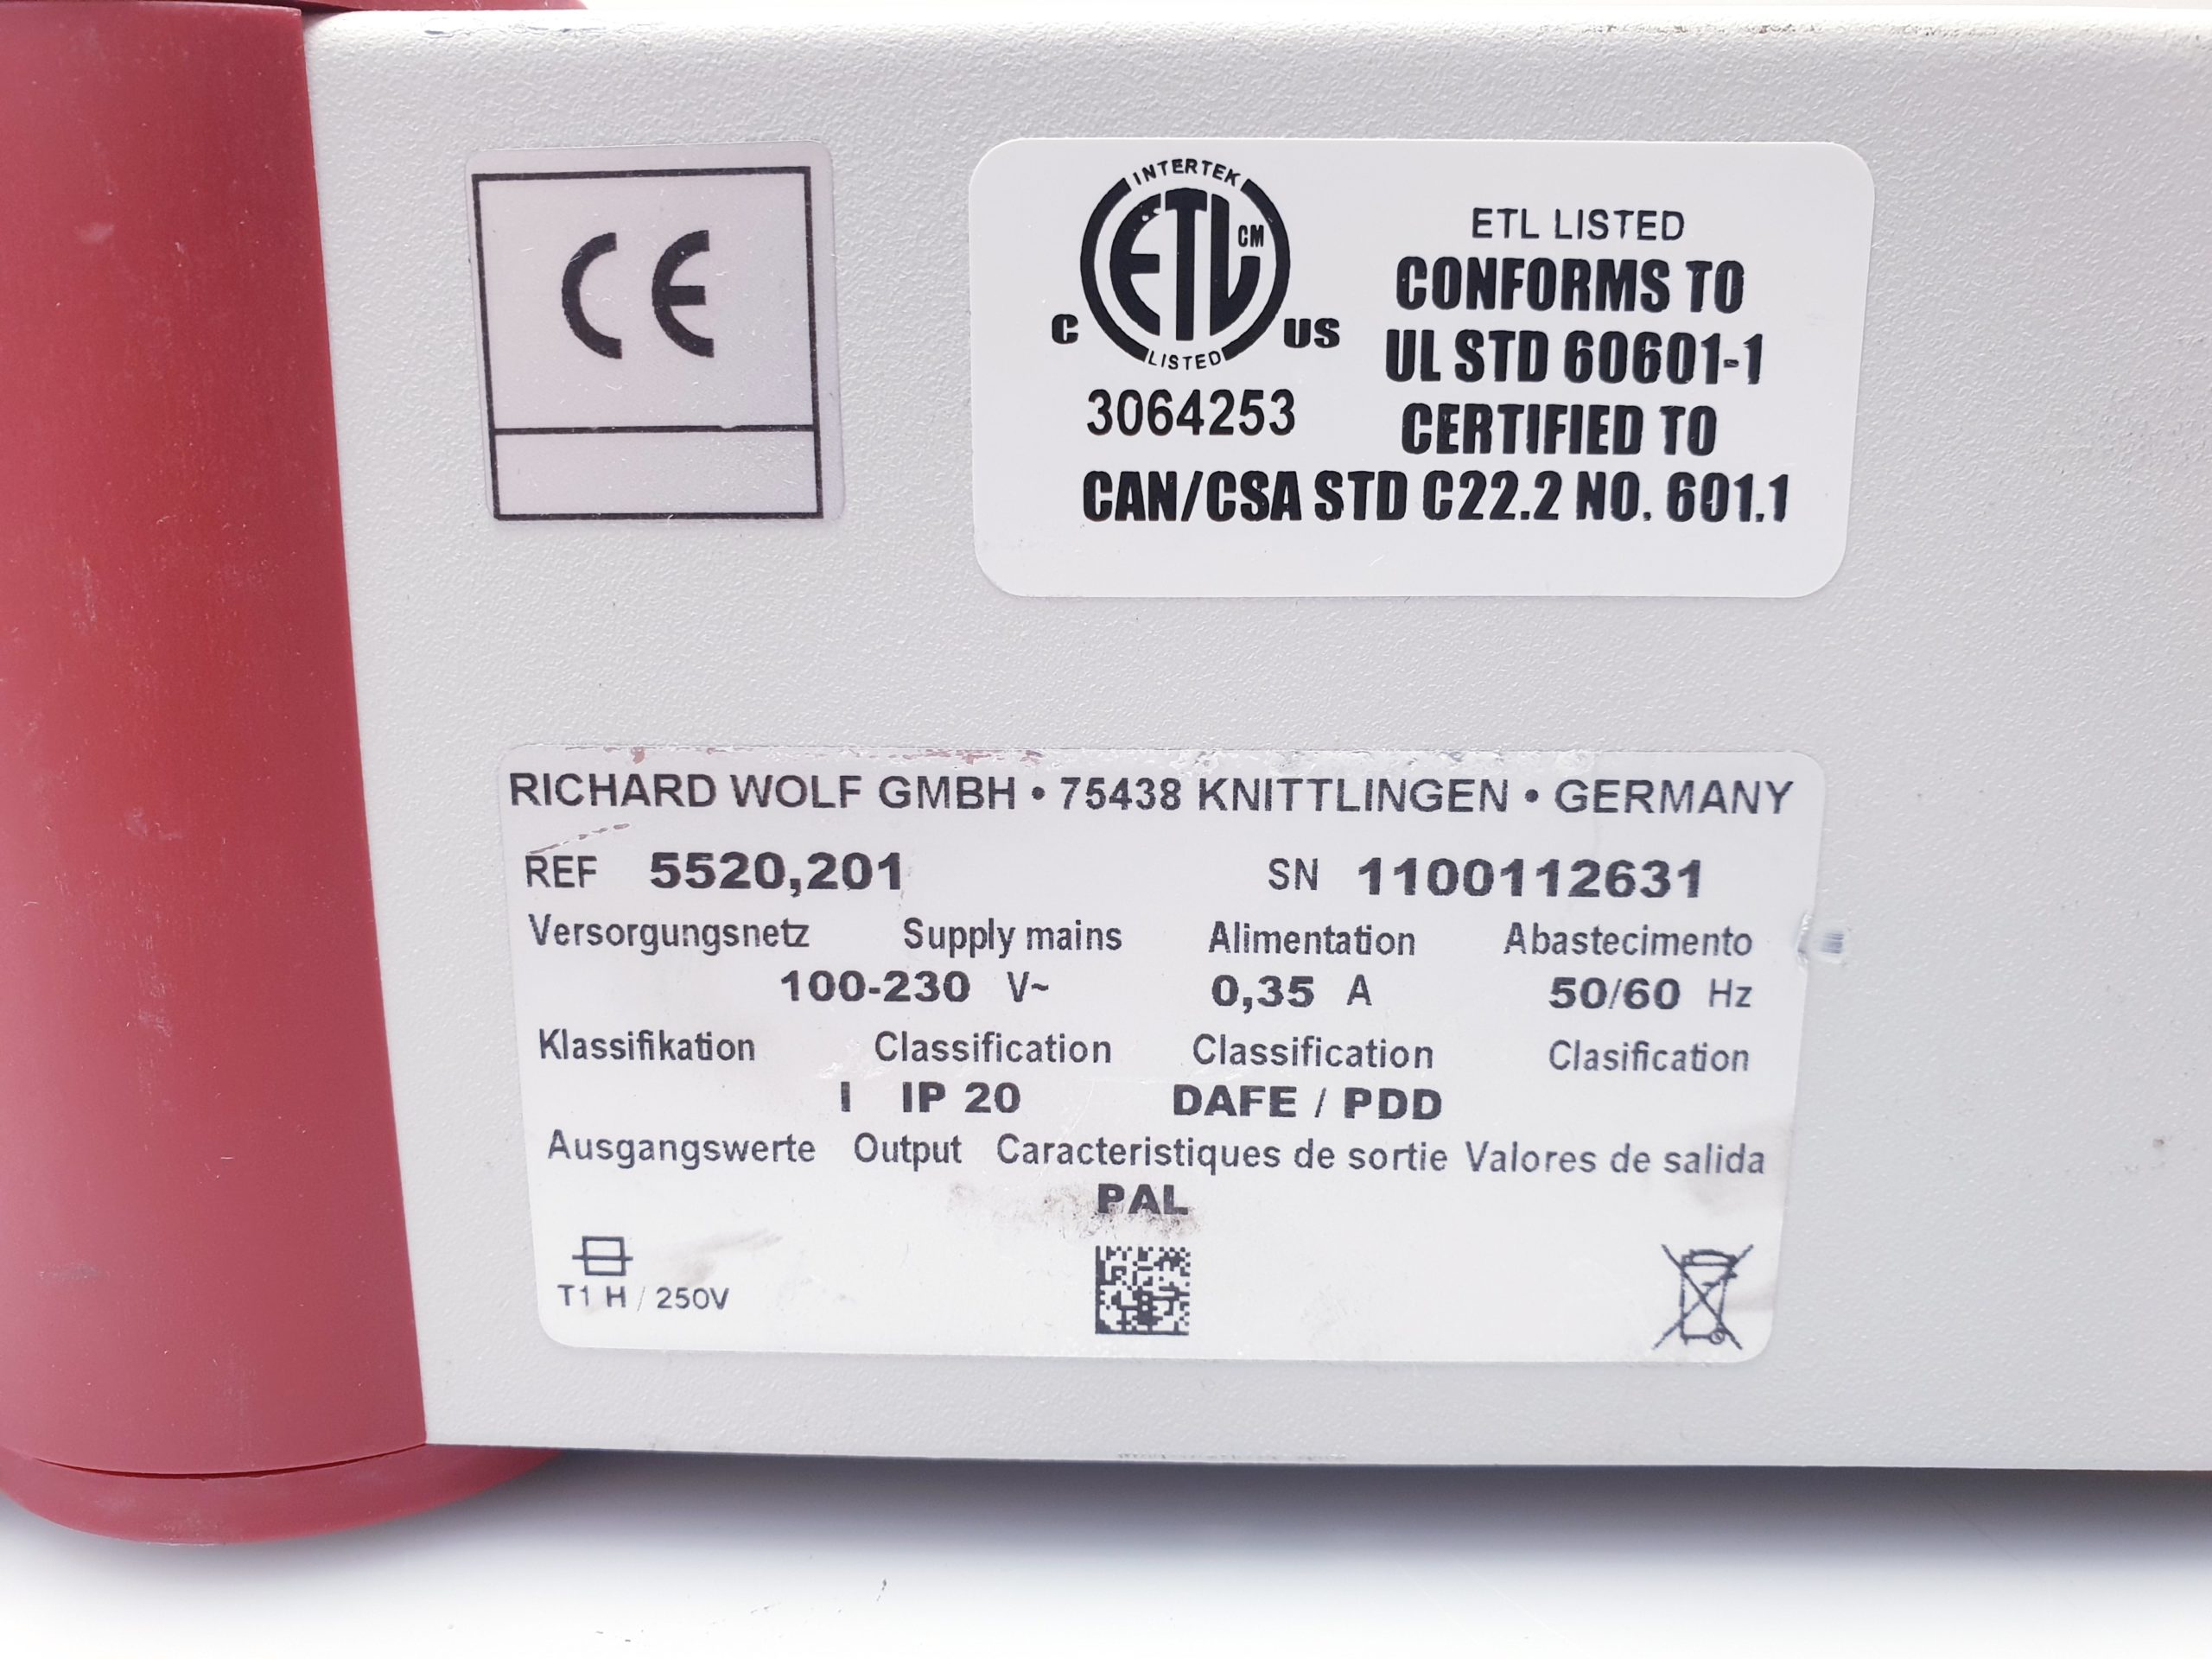 CE
INTERTEK
ETL CM
C US
LISTED
3064253
ETL LISTED
CONFORMS TO
UL STD 60601-1
CERTIFIED TO
CAN/CSA STD C22.2 NO. 601.1
RICHARD WOLF GMBH • 75438 KNITTLINGEN • GERMANY
REF 5520,201 SN 1100112631
Versorgungsnetz Supply mains Alimentation Abastecimento
100-230 V~ 0,35 A 50/60 Hz
Klassifikation Classification Classification Clasification
I IP 20 DAFE / PDD
Ausgangswerte Output Caracteristiques de sortie Valores de salida
PAL
T1 H / 250V